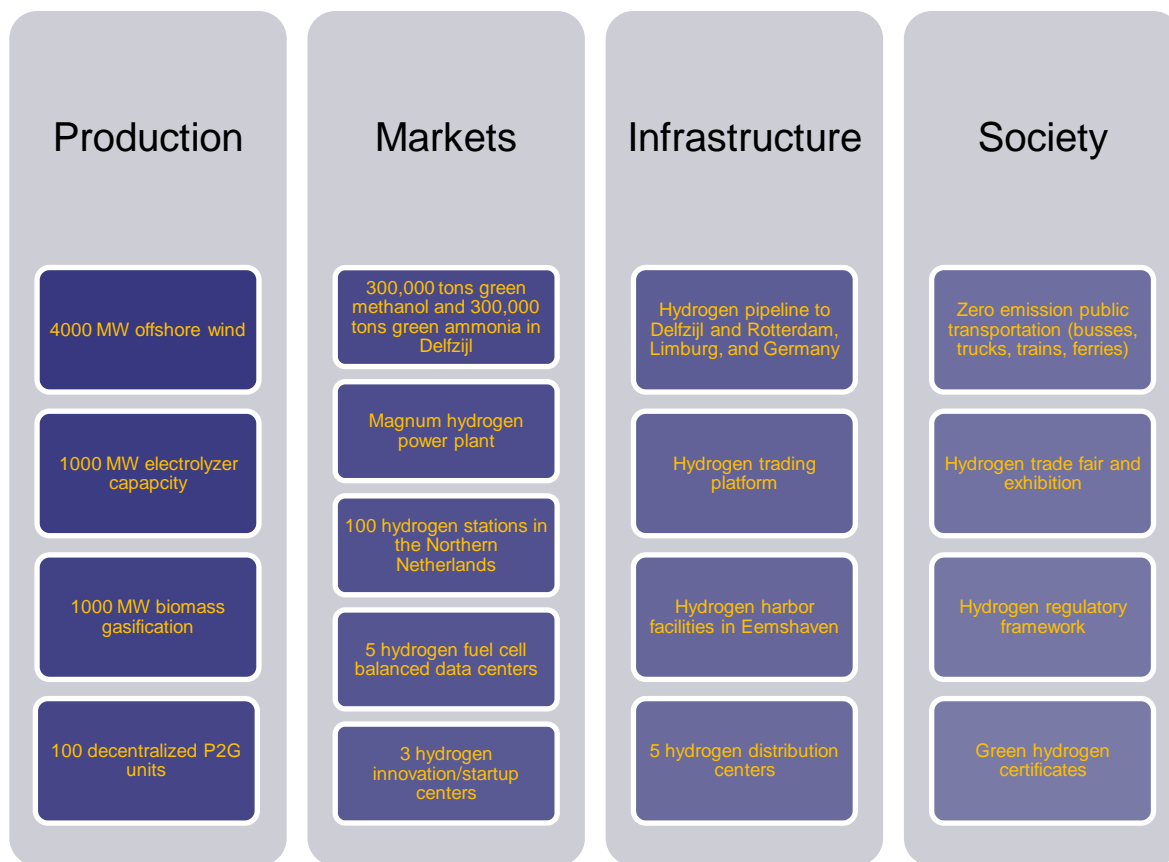 Production
4000 MW offshore wind
1000 MW electrolyzer
capapcity
1000 MW biomass
gasification
100 decentralized P2G
units
Markets
300,000 tons green
methanol and 300,000
tons green ammonia in
Delfzijl
Magnum hydrogen
power plant
100 hydrogen stations in
the Northern
Netherlands
5 hydrogen fuel cell
balanced data centers
3 hydrogen
innovation/startup
centers
Infrastructure
Hydrogen pipeline to
Delfzijl and Rotterdam,
Limburg, and Germany
Hydrogen trading
platform
Hydrogen harbor
facilities in Eemshaven
5 hydrogen distribution
centers
Society
Zero emission public
transportation (busses,
trucks, trains, ferries)
Hydrogen trade fair and
exhibition
Hydrogen regulatory
framework
Green hydrogen
certificates